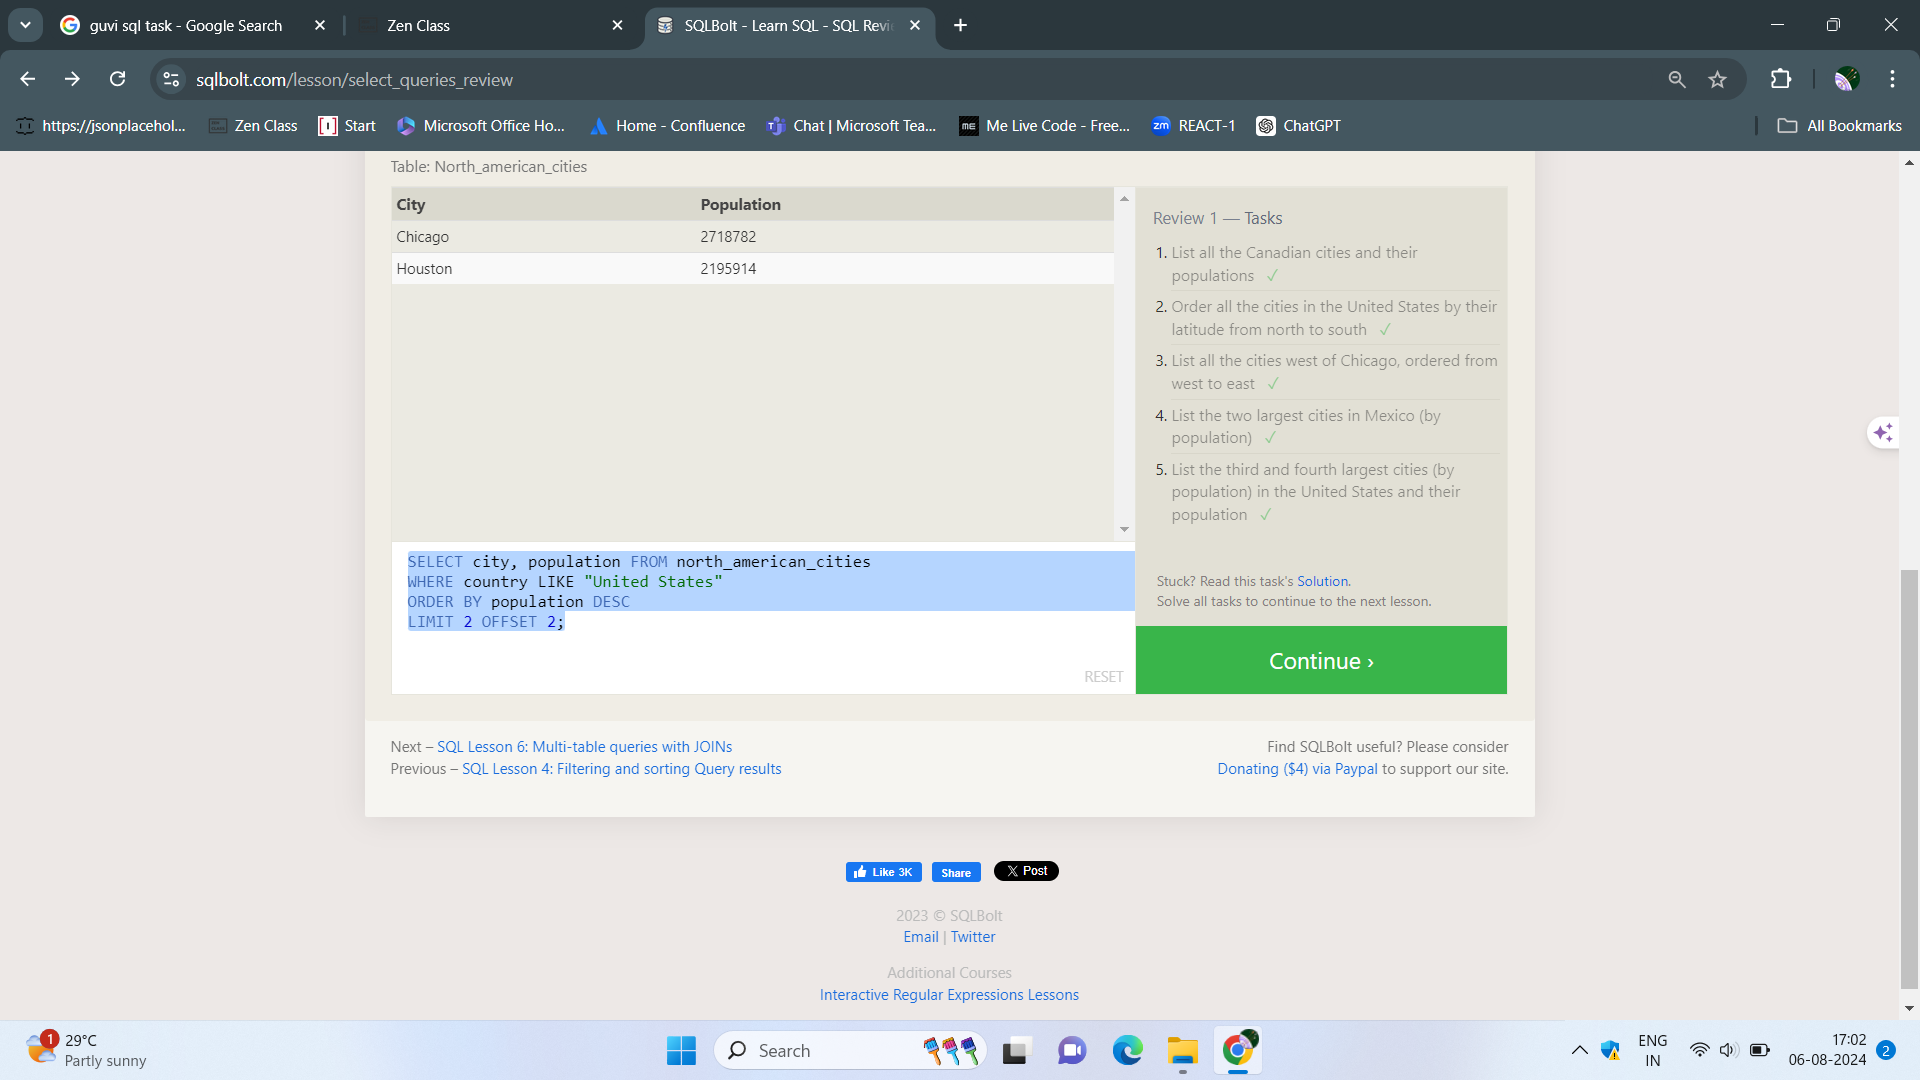 guvi sql task - Google Search
Zen Class
SQLBolt - Learn SQL - SQL Revi
sqlbolt.com/lesson/select_queries_review
https://jsonplacehol...
Zen Class
Start
Microsoft Office Ho...
Home - Confluence
Chat | Microsoft Tea...
Me Live Code - Free...
REACT-1
ChatGPT
All Bookmarks
Table: North_american_cities
City Population
Chicago 2718782
Houston 2195914
Review 1 — Tasks
1. List all the Canadian cities and their
populations ✓
2. Order all the cities in the United States by their
latitude from north to south ✓
3. List all the cities west of Chicago, ordered from
west to east ✓
4. List the two largest cities in Mexico (by
population) ✓
5. List the third and fourth largest cities (by
population) in the United States and their
population ✓
SELECT city, population FROM north_american_cities
WHERE country LIKE "United States"
ORDER BY population DESC
LIMIT 2 OFFSET 2;
RESET
Stuck? Read this task's Solution.
Solve all tasks to continue to the next lesson.
Continue ›
Next – SQL Lesson 6: Multi-table queries with JOINs
Previous – SQL Lesson 4: Filtering and sorting Query results
Find SQLBolt useful? Please consider
Donating ($4) via Paypal to support our site.
Like 3K
Share
X Post
2023 © SQLBolt
Email | Twitter
Additional Courses
Interactive Regular Expressions Lessons
1
29°C
Partly sunny
Search
ENG
IN
17:02
06-08-2024
2